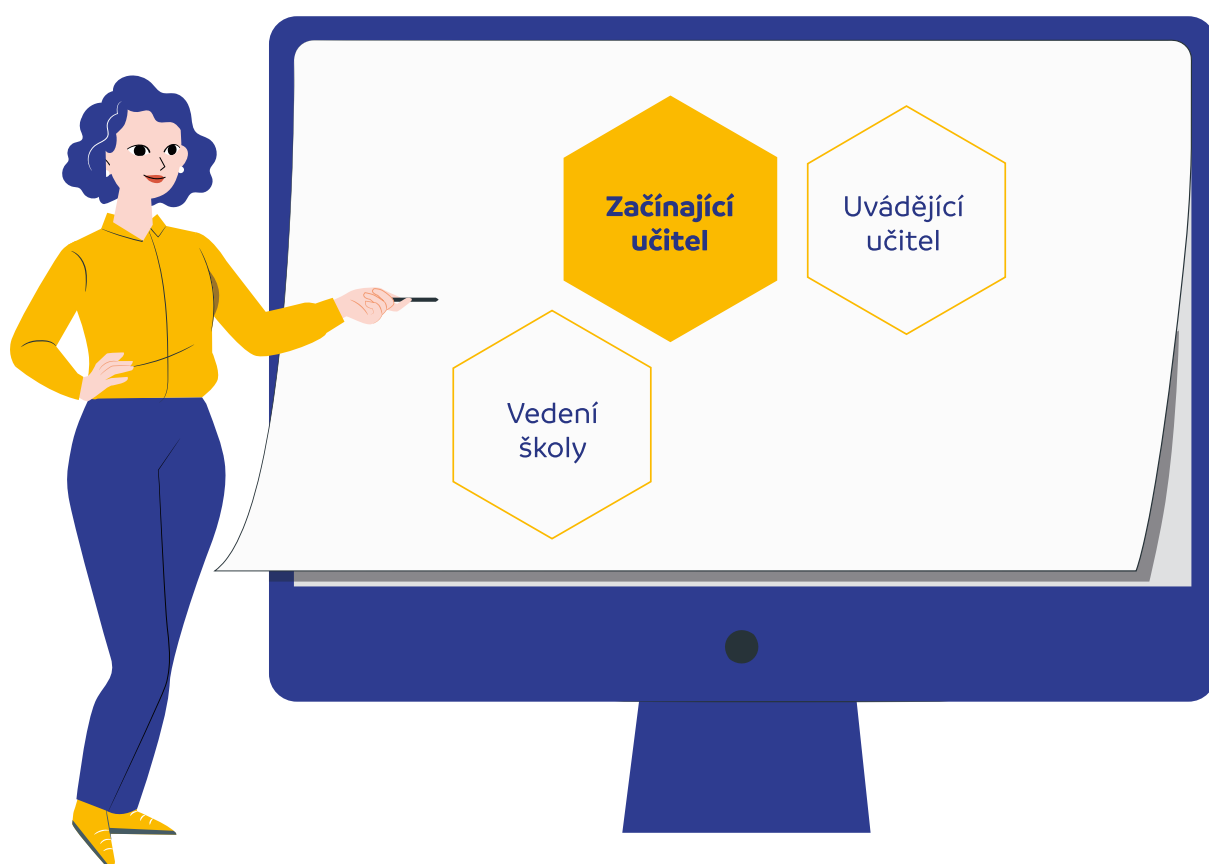 Začínající
učitel
Uvádějící
učitel
Vedení
školy